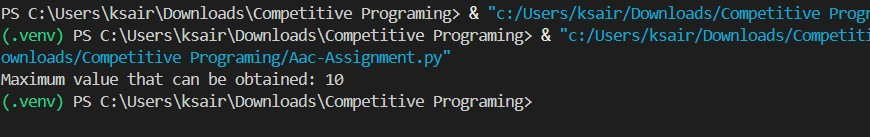 PS C:\Users\ksair\Downloads\Competitive Programing> & "c:/Users/ksair/Downloads/Competitive Progr
(.venv) PS C:\Users\ksair\Downloads\Competitive Programing> & "c:/Users/ksair/Downloads/Competiti
ownloads/Competitive Programing/Aac-Assignment.py"
Maximum value that can be obtained: 10
(.venv) PS C:\Users\ksair\Downloads\Competitive Programing>